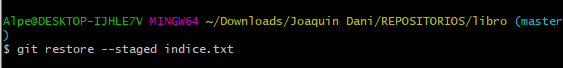 Alpe@DESKTOP-IJHLE7V MINGW64 ~/Downloads/Joaquin Dani/REPOSITORIOS/libro (master
)
$ git restore --staged indice.txt